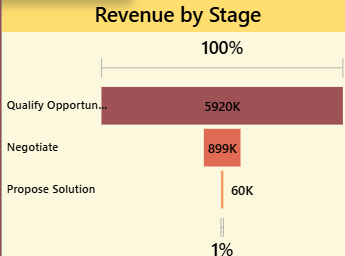 Revenue by Stage
100%
Qualify Opportun... 5920K
Negotiate 899K
Propose Solution 60K
1%